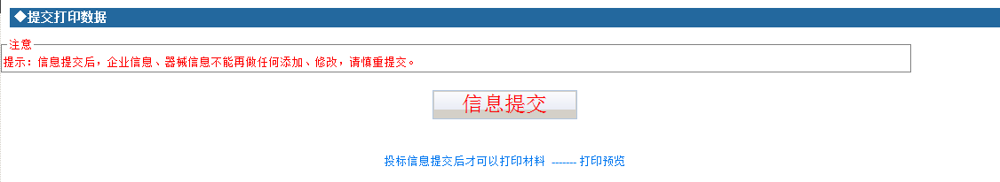 ◆提交打印数据
注意
提示：信息提交后，企业信息、器械信息不能再做任何添加、修改，请慎重提交。
信息提交
投标信息提交后才可以打印材料 ------- 打印预览